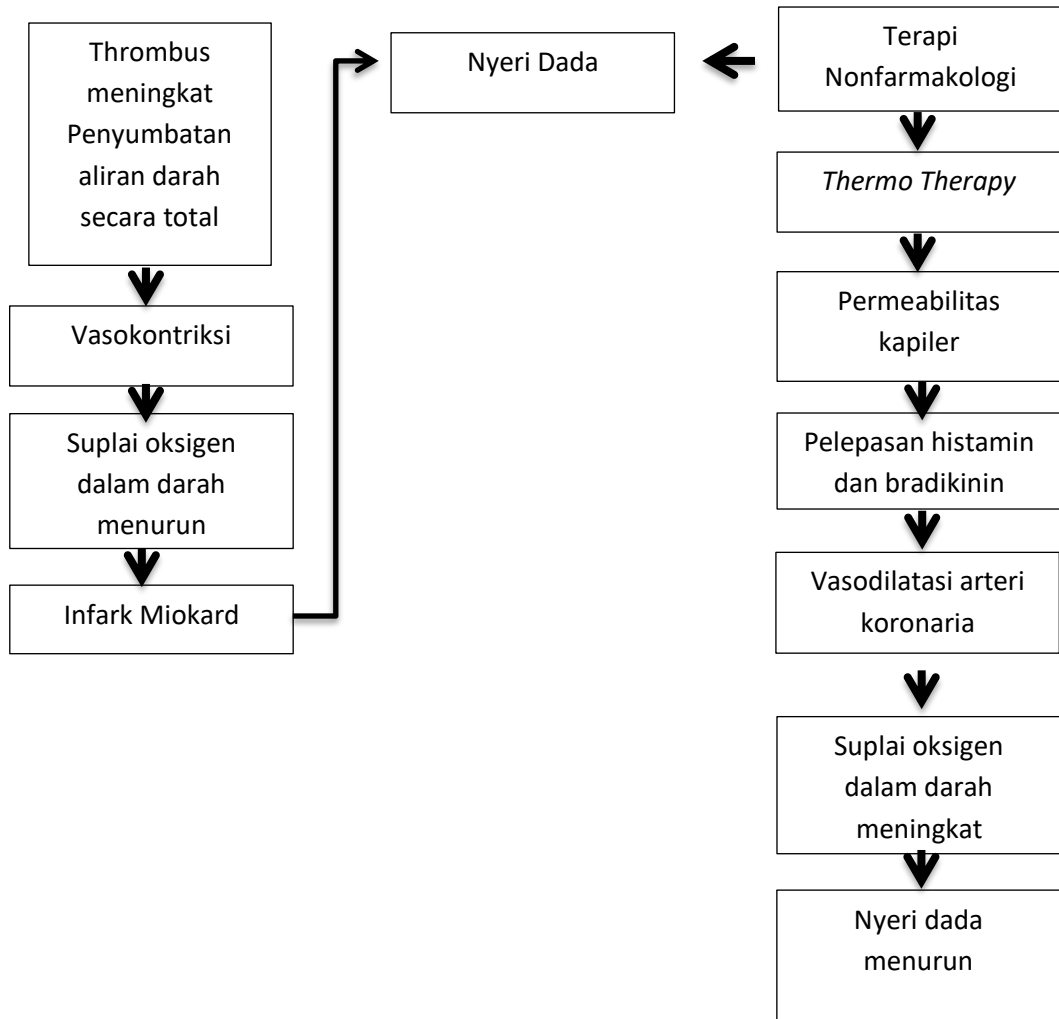 Thrombus
meningkat
Penyumbatan
aliran darah
secara total
Vasokontriksi
Suplai oksigen
dalam darah
menurun
Infark Miokard
Nyeri Dada
Terapi
Nonfarmakologi
Thermo Therapy
Permeabilitas
kapiler
Pelepasan histamin
dan bradikinin
Vasodilatasi arteri
koronaria
Suplai oksigen
dalam darah
meningkat
Nyeri dada
menurun